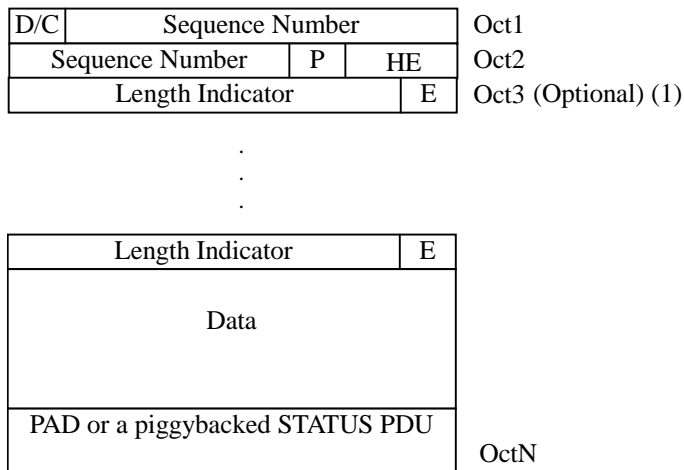 D/C Sequence Number Oct1
Sequence Number P HE Oct2
Length Indicator E Oct3 (Optional) (1)
.
.
.
Length Indicator E
Data
PAD or a piggybacked STATUS PDU
OctN